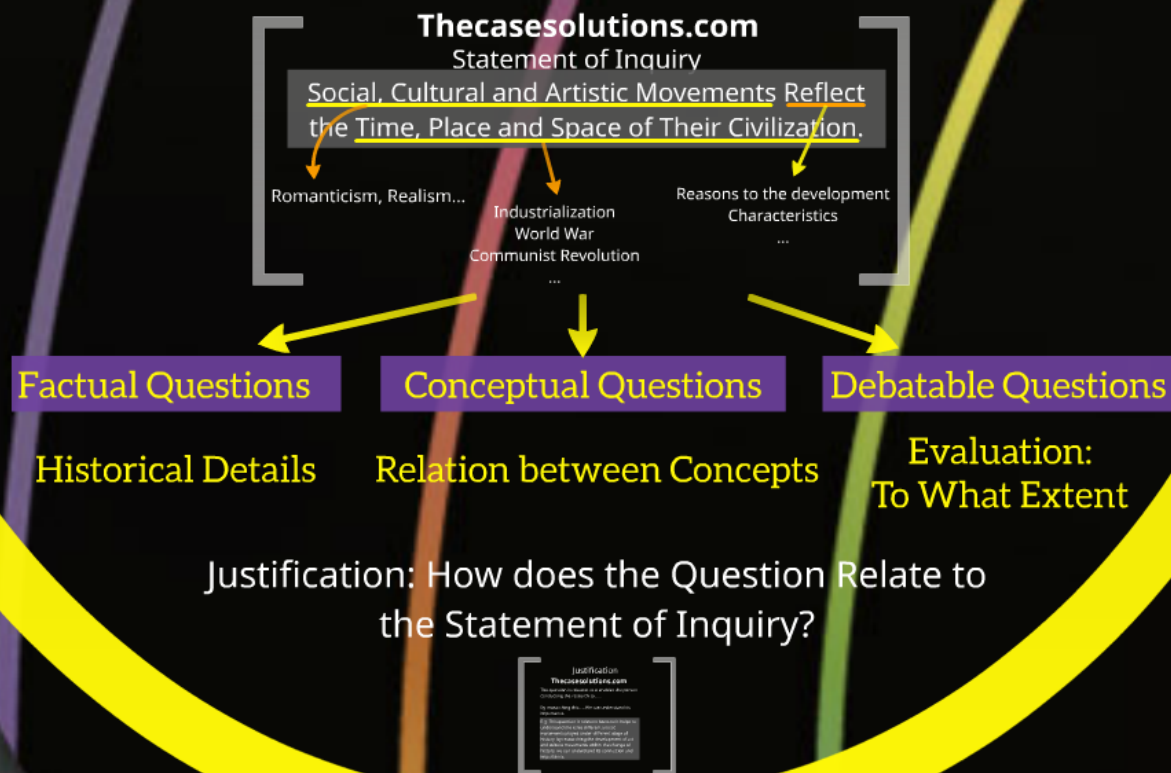 Thecasesolutions.com
Statement of Inquiry
Social, Cultural and Artistic Movements Reflect
the Time, Place and Space of Their Civilization.
Romanticism, Realism...
Industrialization
World War
Communist Revolution
...
Reasons to the development
Characteristics
...
Factual Questions
Conceptual Questions
Debatable Questions
Historical Details
Relation between Concepts
Evaluation:
To What Extent
Justification: How does the Question Relate to
the Statement of Inquiry?
Justification
Thecasesolutions.com